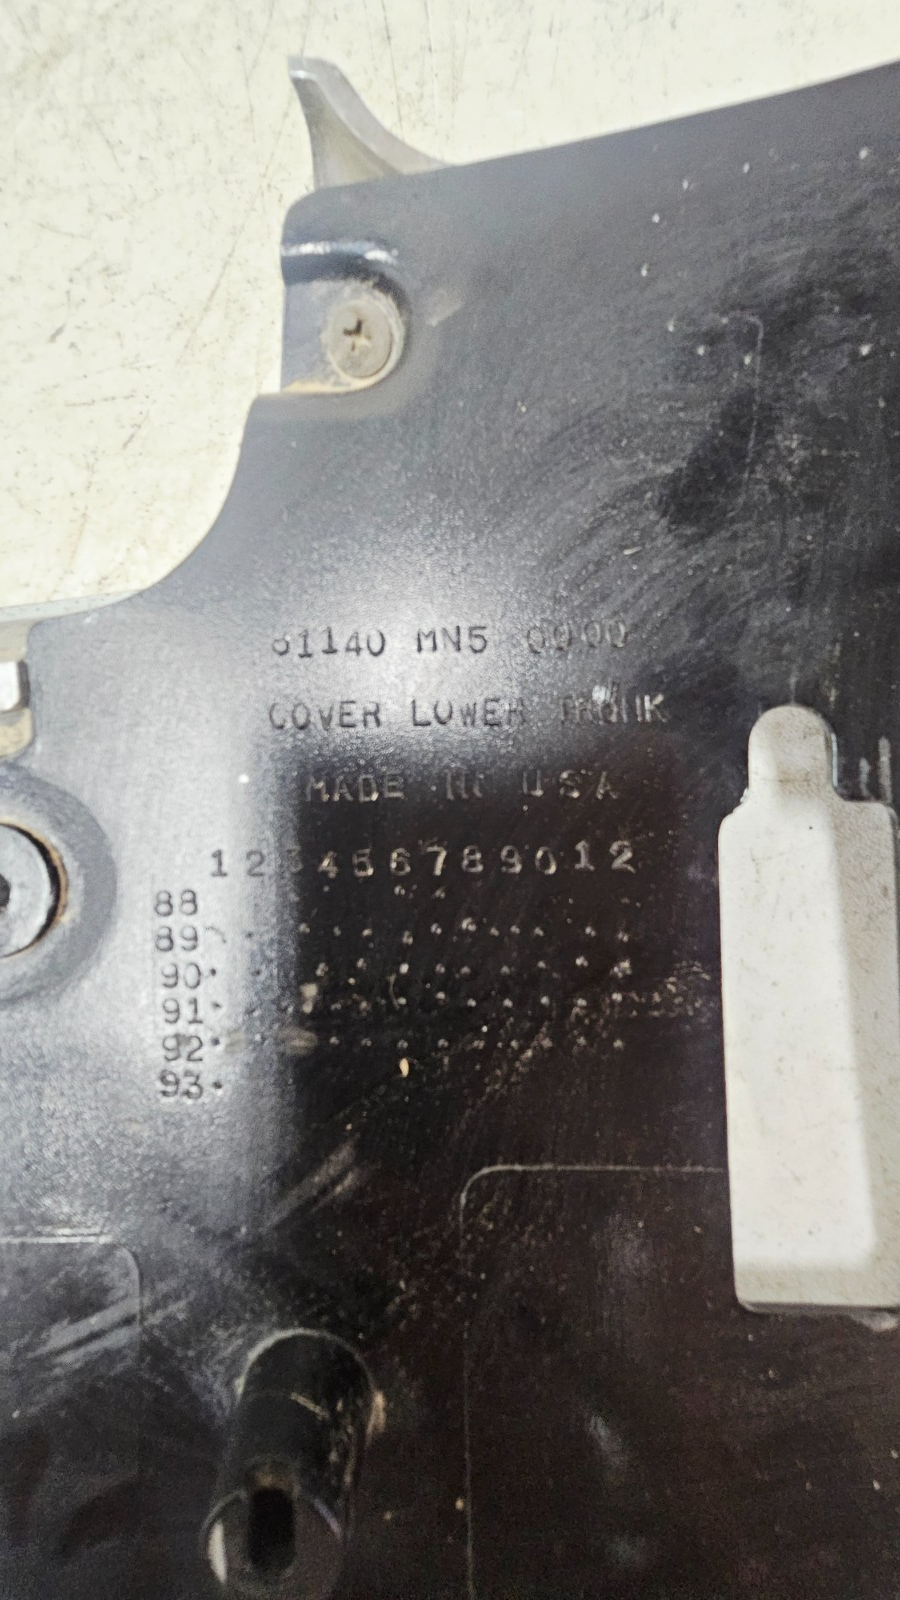 81140 MN5 0000
COVER LOWER TRUNK
MADE IN USA
123456789012
88
89
90
91
92
93